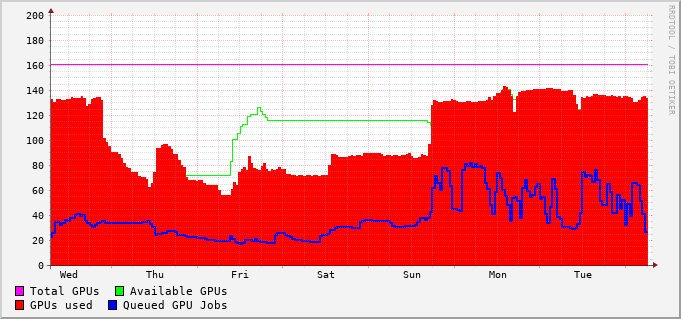 200
180
160
140
120
100
80
60
40
20
0
Wed Thu Fri Sat Sun Mon Tue
Total GPUs Available GPUs
GPUs used Queued GPU Jobs
RRDTOOL / TOBI OETIKER